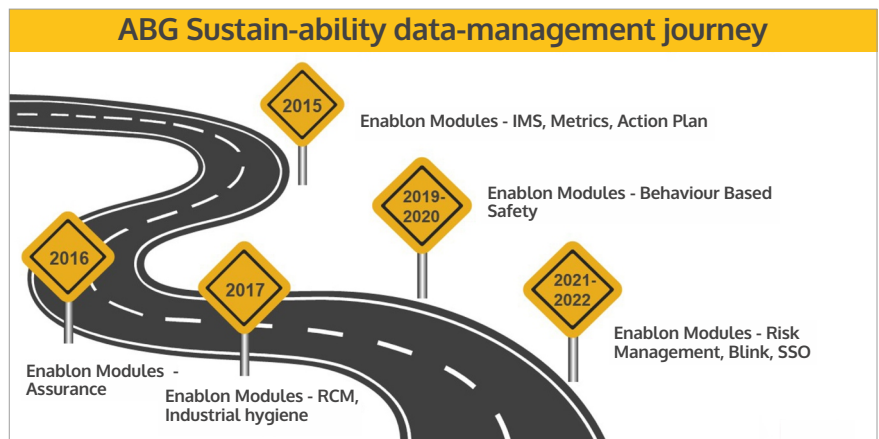 ABG Sustain-ability data-management journey
2015
Enablon Modules - IMS, Metrics, Action Plan
2016
Enablon Modules -
Assurance
2017
Enablon Modules - RCM,
Industrial hygiene
2019-
2020
Enablon Modules - Behaviour Based
Safety
2021-
2022
Enablon Modules - Risk
Management, Blink, SSO